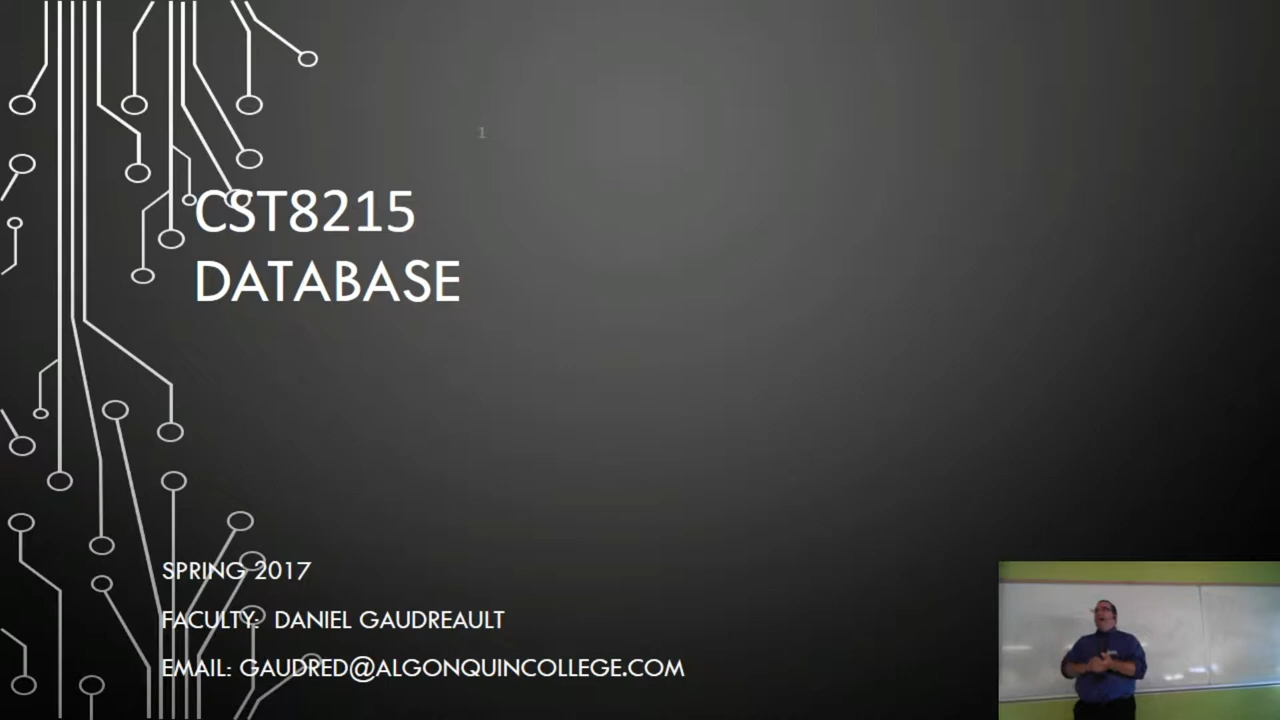 1
CST8215
DATABASE
SPRING 2017
FACULTY: DANIEL GAUDREAULT
EMAIL: GAUDRED@ALGONQUINCOLLEGE.COM